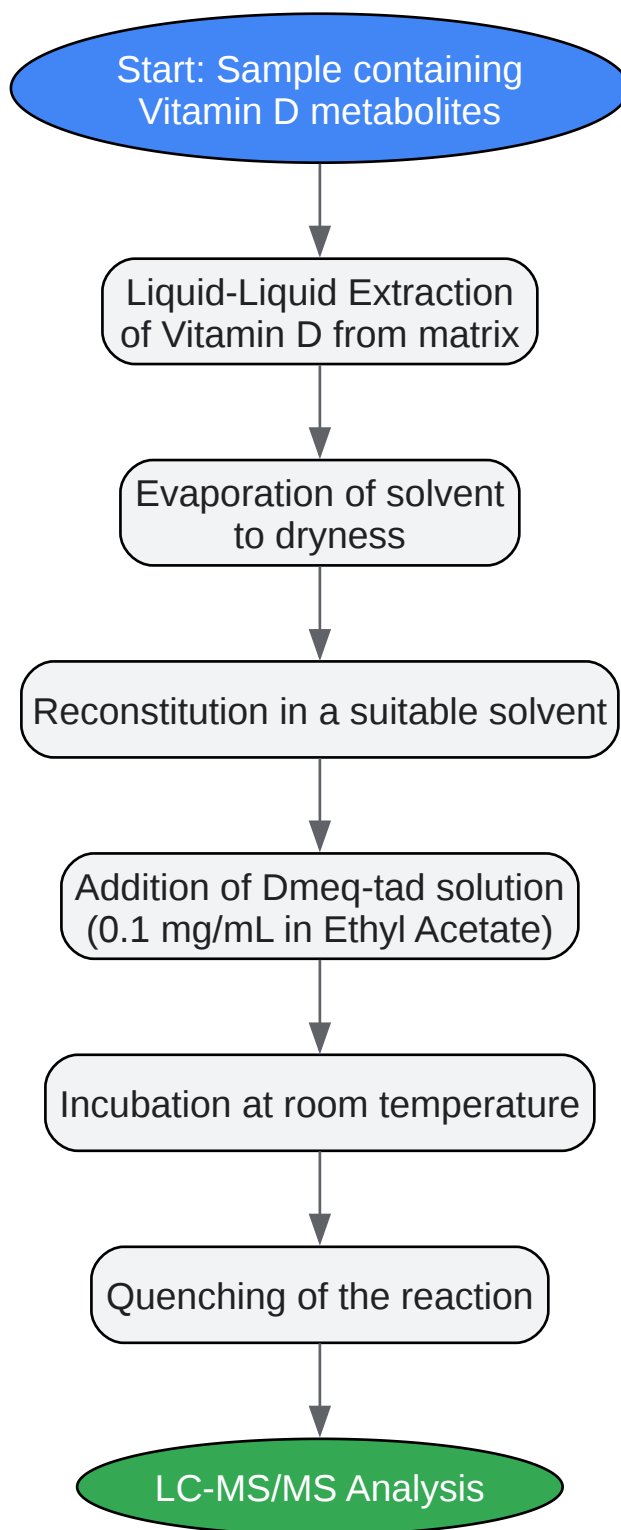 Start: Sample containing
Vitamin D metabolites
Liquid-Liquid Extraction
of Vitamin D from matrix
Evaporation of solvent
to dryness
Reconstitution in a suitable solvent
Addition of Dmeq-tad solution
(0.1 mg/mL in Ethyl Acetate)
Incubation at room temperature
Quenching of the reaction
LC-MS/MS Analysis